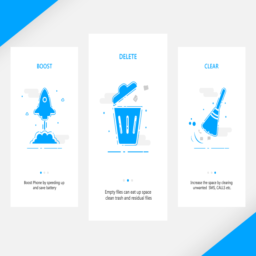 BOOST
Boost Phone by speeding up
and save battery
DELETE
Empty files can eat up space
clean trash and residual files
CLEAR
Increase the space by clearing
unwanted SMS, CALLS etc.